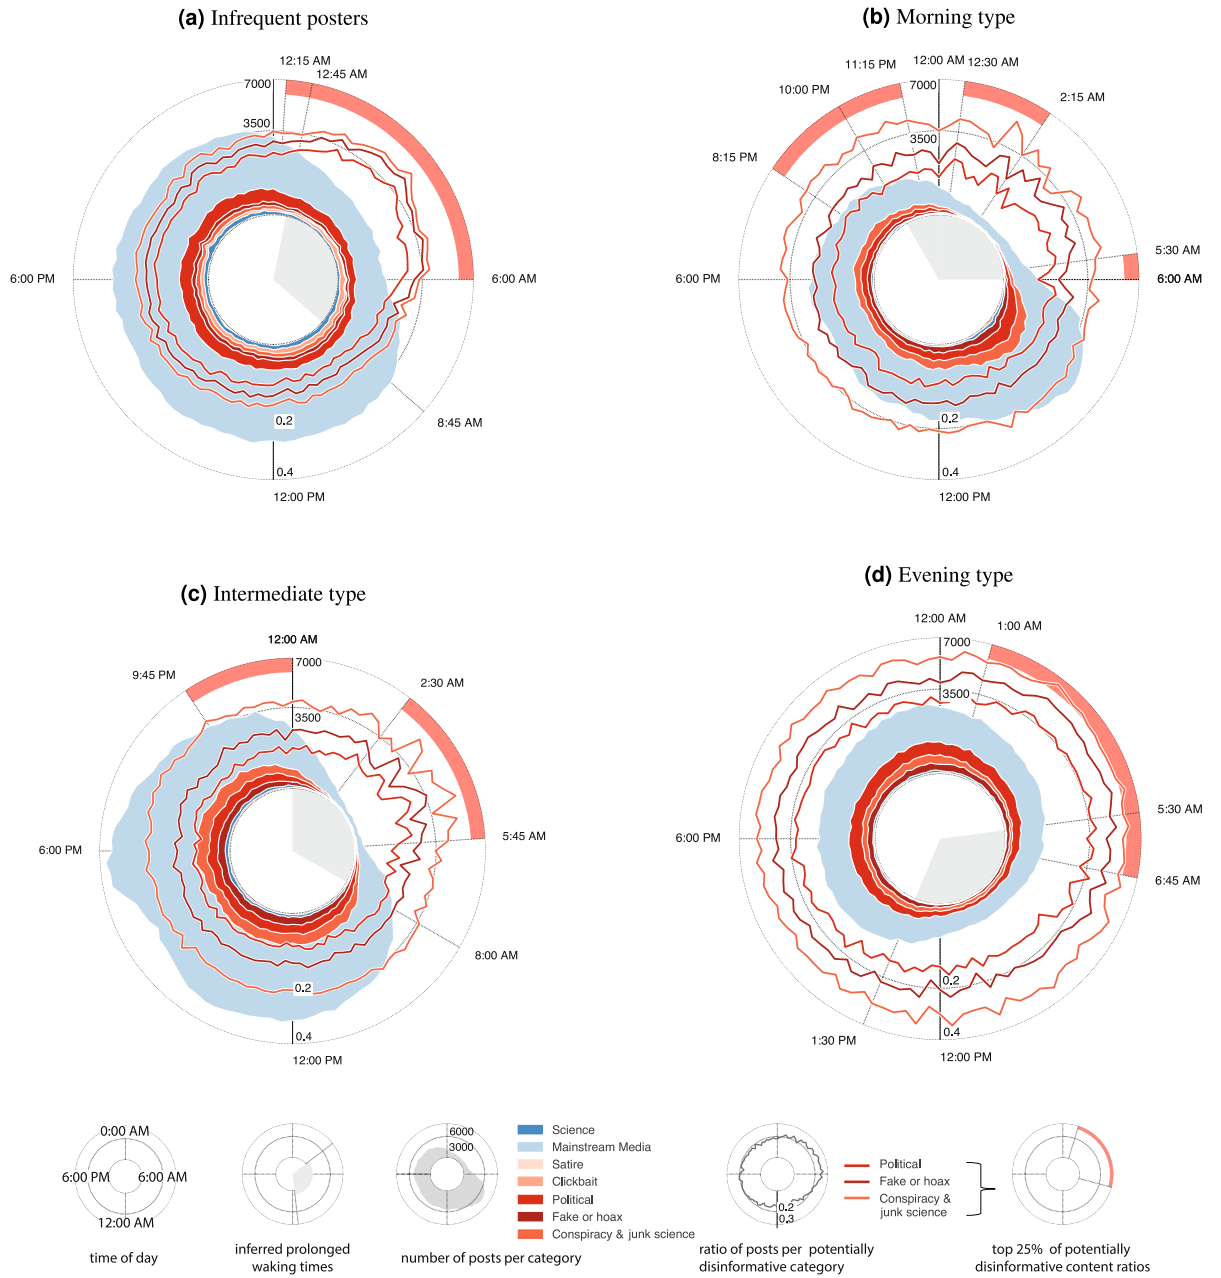 (a) Infrequent posters
12:15 AM
12:45 AM
7000
3500
6:00 PM
6:00 AM
8:45 AM
0.2
0.4
12:00 PM
(b) Morning type
11:15 PM
12:00 AM
12:30 AM
10:00 PM
7000
2:15 AM
3500
8:15 PM
5:30 AM
6:00 PM
6:00 AM
0.2
0.4
12:00 PM
(c) Intermediate type
12:00 AM
7000
9:45 PM
2:30 AM
3500
5:45 AM
6:00 PM
8:00 AM
0.2
0.4
12:00 PM
(d) Evening type
12:00 AM
1:00 AM
7000
3500
5:30 AM
6:00 PM
6:45 AM
0.2
0.4
1:30 PM
12:00 PM
0:00 AM
6:00 PM
6:00 AM
12:00 AM
time of day
inferred prolonged
waking times
6000
3000
number of posts per category
Science
Mainstream Media
Satire
Clickbait
Political
Fake or hoax
Conspiracy & junk science
0.2
0.3
ratio of posts per potentially
disinformative category
Political
Fake or hoax
Conspiracy &
junk science
top 25% of potentially
disinformative content ratios